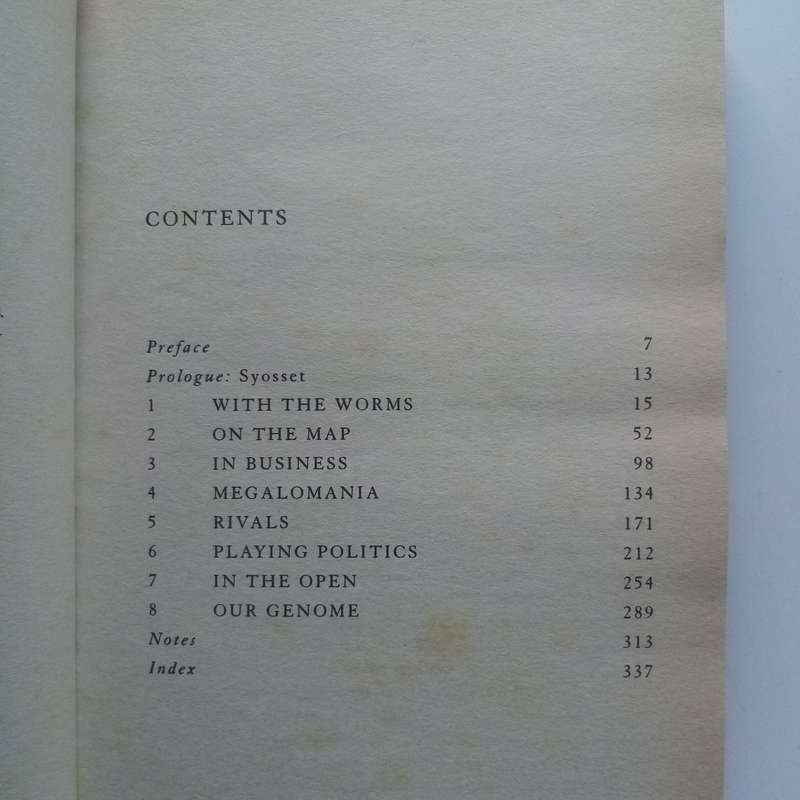 CONTENTS
Preface 7
Prologue: Syosset 13
1 WITH THE WORMS 15
2 ON THE MAP 52
3 IN BUSINESS 98
4 MEGALOMANIA 134
5 RIVALS 171
6 PLAYING POLITICS 212
7 IN THE OPEN 254
8 OUR GENOME 289
Notes 313
Index 337